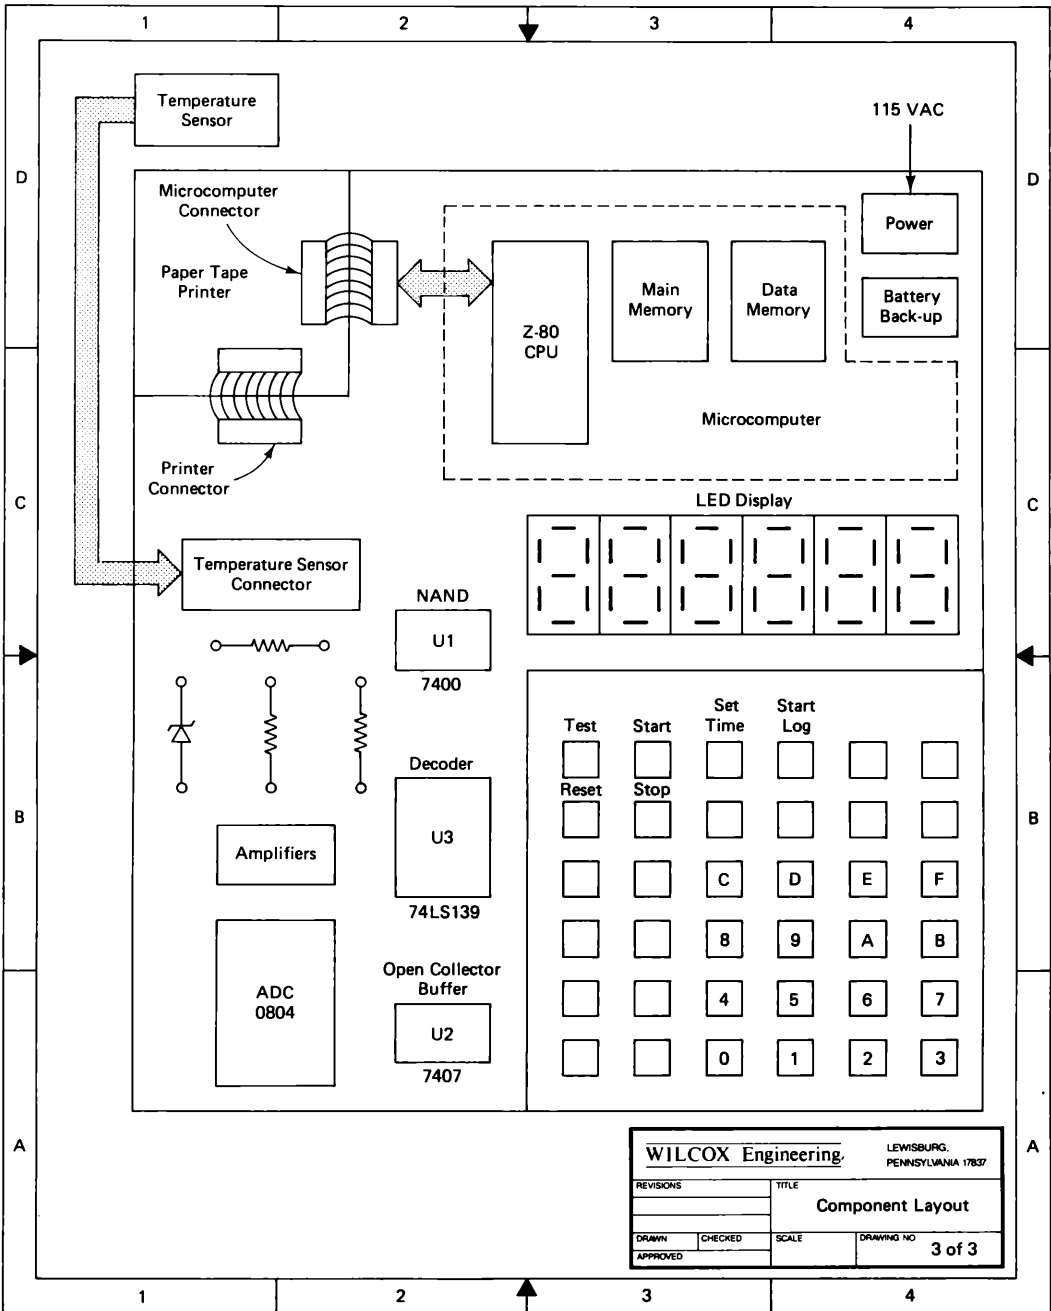 1
2
3
4
Temperature
Sensor
115 VAC
D
D
Microcomputer
Connector
Power
Paper Tape
Printer
Z-80
CPU
Main
Memory
Data
Memory
Battery
Back-up
Microcomputer
Printer
Connector
C
C
LED Display
Temperature Sensor
Connector
NAND
U1
7400
Test
Start
Set
Time
Start
Log
Decoder
Reset
Stop
B
B
U3
Amplifiers
74LS139
C
D
E
F
8
9
A
B
Open Collector
Buffer
ADC
0804
4
5
6
7
U2
7407
0
1
2
3
A
A
WILCOX Engineering.
LEWISBURG,
PENNSYLVANIA 17837
REVISIONS
TITLE
Component Layout
DRAWN
CHECKED
SCALE
DRAWING NO
3 of 3
APPROVED
1
2
3
4